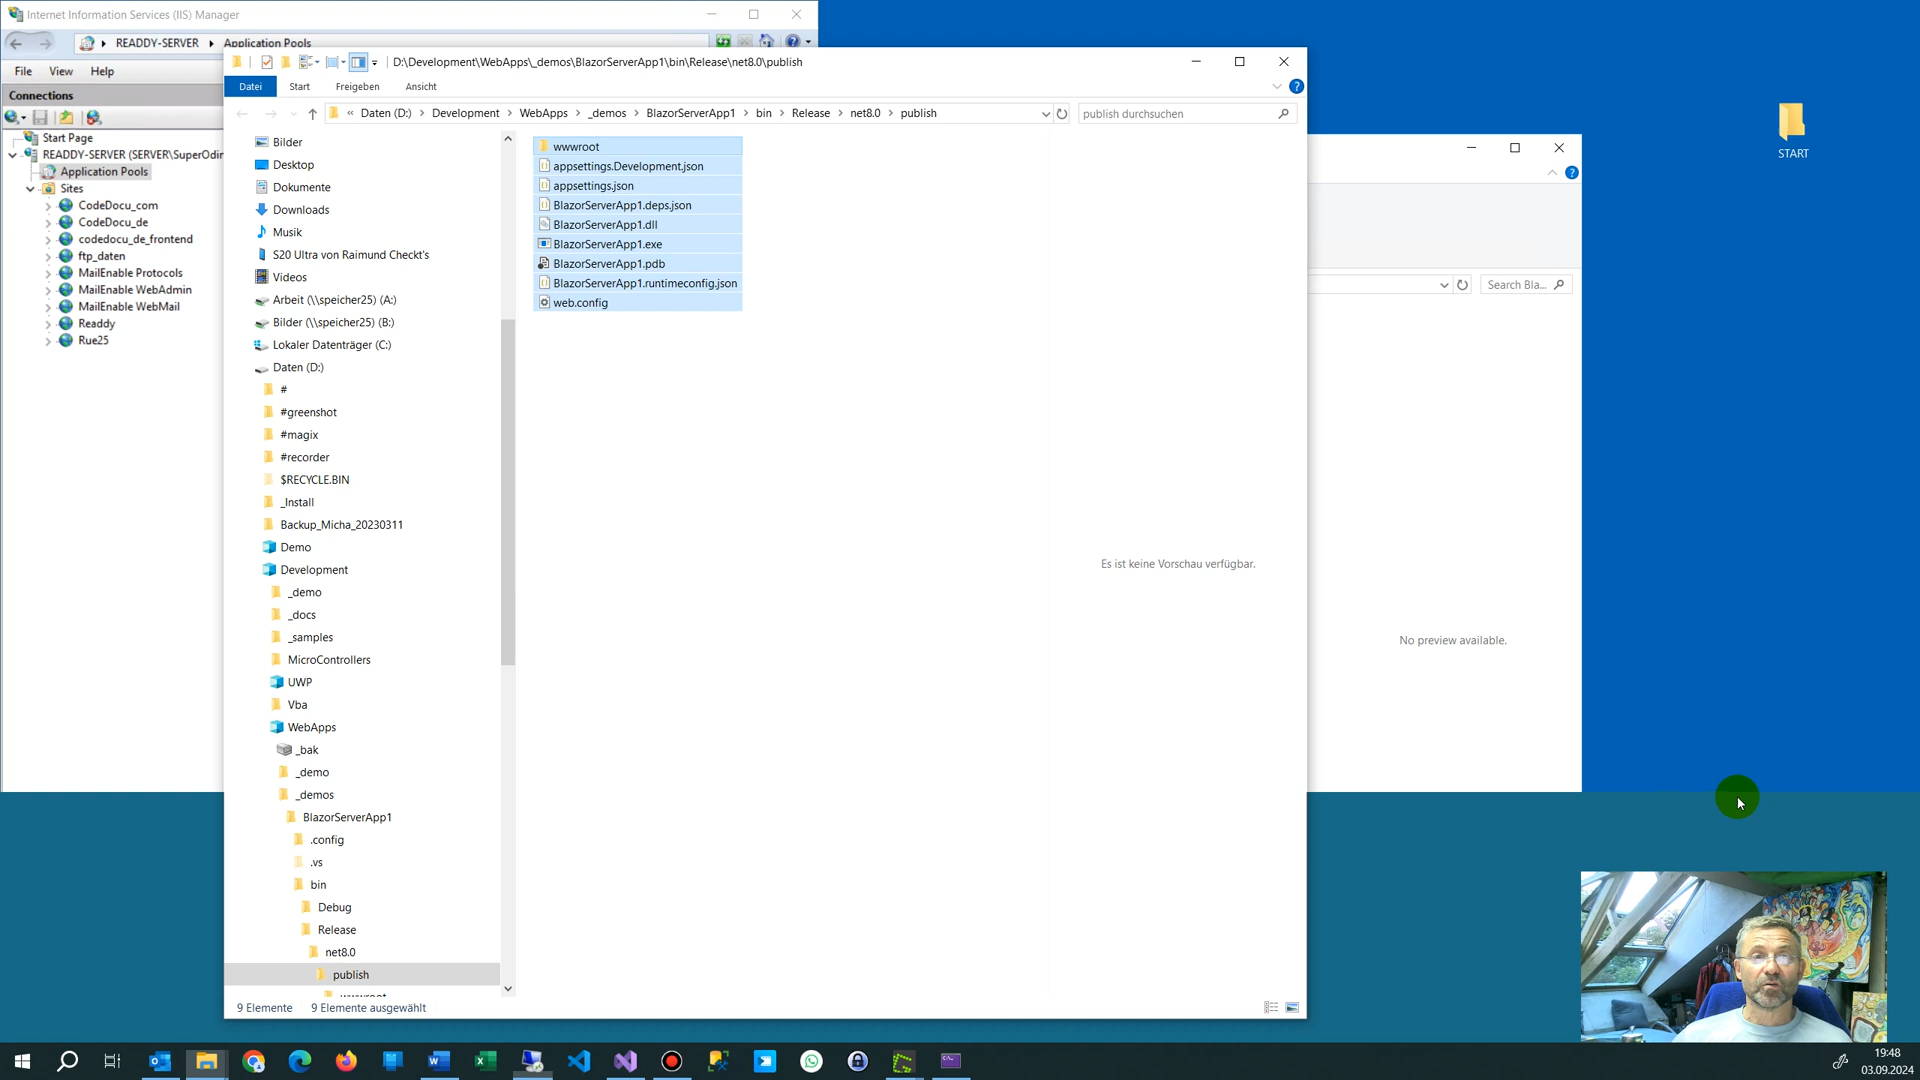 Internet Information Services (IIS) Manager
READDY-SERVER
Application Pools
File
View
Help
Connections
Start Page
READDY-SERVER (SERVER\SuperOdin
Application Pools
Sites
CodeDocu_com
CodeDocu_de
codedocu_de_frontend
ftp_daten
MailEnable Protocols
MailEnable WebAdmin
MailEnable WebMail
Readdy
Rue25
D:\Development\WebApps\_demos\BlazorServerApp1\bin\Release\net8.0\publish
Datei
Start
Freigeben
Ansicht
« Daten (D:)
Development
WebApps
_demos
BlazorServerApp1
bin
Release
net8.0
publish
publish durchsuchen
Bilder
Desktop
Dokumente
Downloads
Musik
S20 Ultra von Raimund Checkt's
Videos
Arbeit (\\speicher25) (A:)
Bilder (\\speicher25) (B:)
Lokaler Datenträger (C:)
Daten (D:)
#
#greenshot
#magix
#recorder
$RECYCLE.BIN
_Install
Backup_Micha_20230311
Demo
Development
_demo
_docs
_samples
MicroControllers
UWP
Vba
WebApps
_bak
_demo
_demos
BlazorServerApp1
.config
.vs
bin
Debug
Release
net8.0
publish
wwwroot
wwwroot
appsettings.Development.json
appsettings.json
BlazorServerApp1.deps.json
BlazorServerApp1.dll
BlazorServerApp1.exe
BlazorServerApp1.pdb
BlazorServerApp1.runtimeconfig.json
web.config
Es ist keine Vorschau verfügbar.
9 Elemente
9 Elemente ausgewählt
Search Bla...
No preview available.
START
19:48
03.09.2024